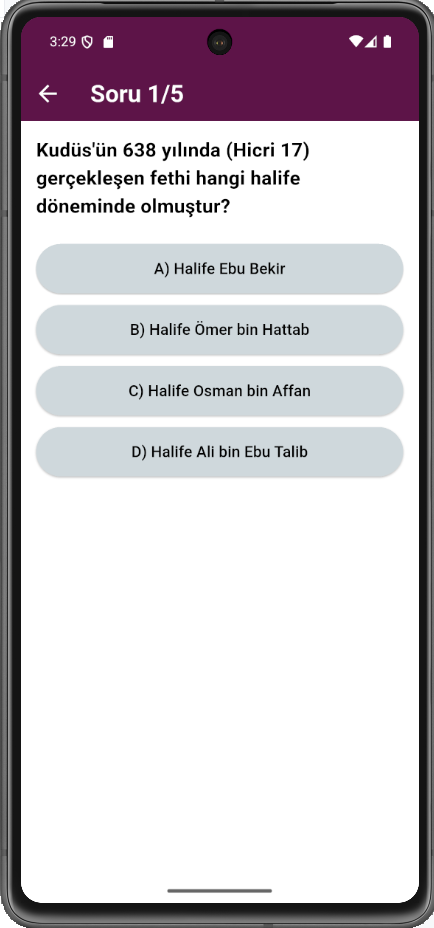 3:29
Soru 1/5
Kudüs'ün 638 yılında (Hicri 17)
gerçekleşen fethi hangi halife
döneminde olmuştur?
A) Halife Ebu Bekir
B) Halife Ömer bin Hattab
C) Halife Osman bin Affan
D) Halife Ali bin Ebu Talib